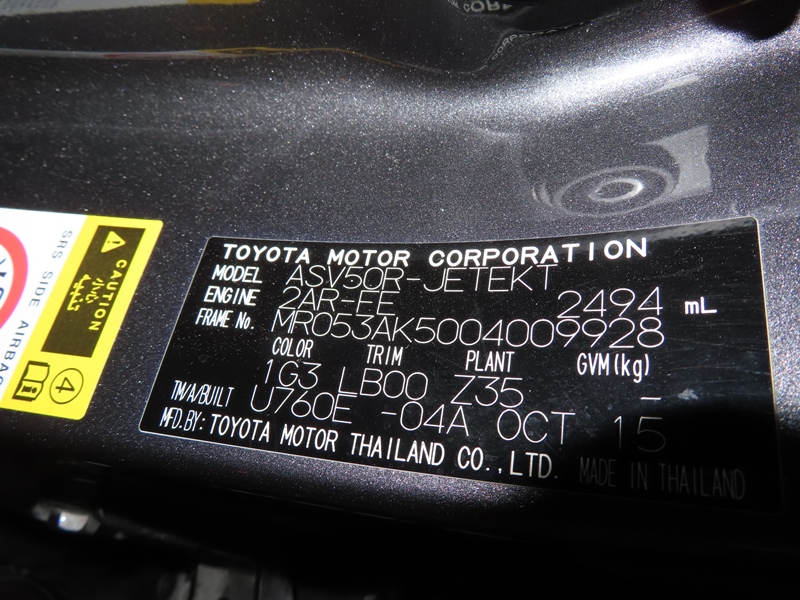 TOYOTA MOTOR CORPORATION
MODEL ASV50R-JETEKT
ENGINE 2AR-FE 2494 mL
FRAME No. MR053AK5004009928
COLOR TRIM PLANT GVM(kg)
1G3 LB00 Z35 -
TM/A/BUILT U760E -04A OCT 15
MFD.BY: TOYOTA MOTOR THAILAND CO.,LTD.
MADE IN THAILAND
CAUTION
SRS SIDE AIRBAG
4